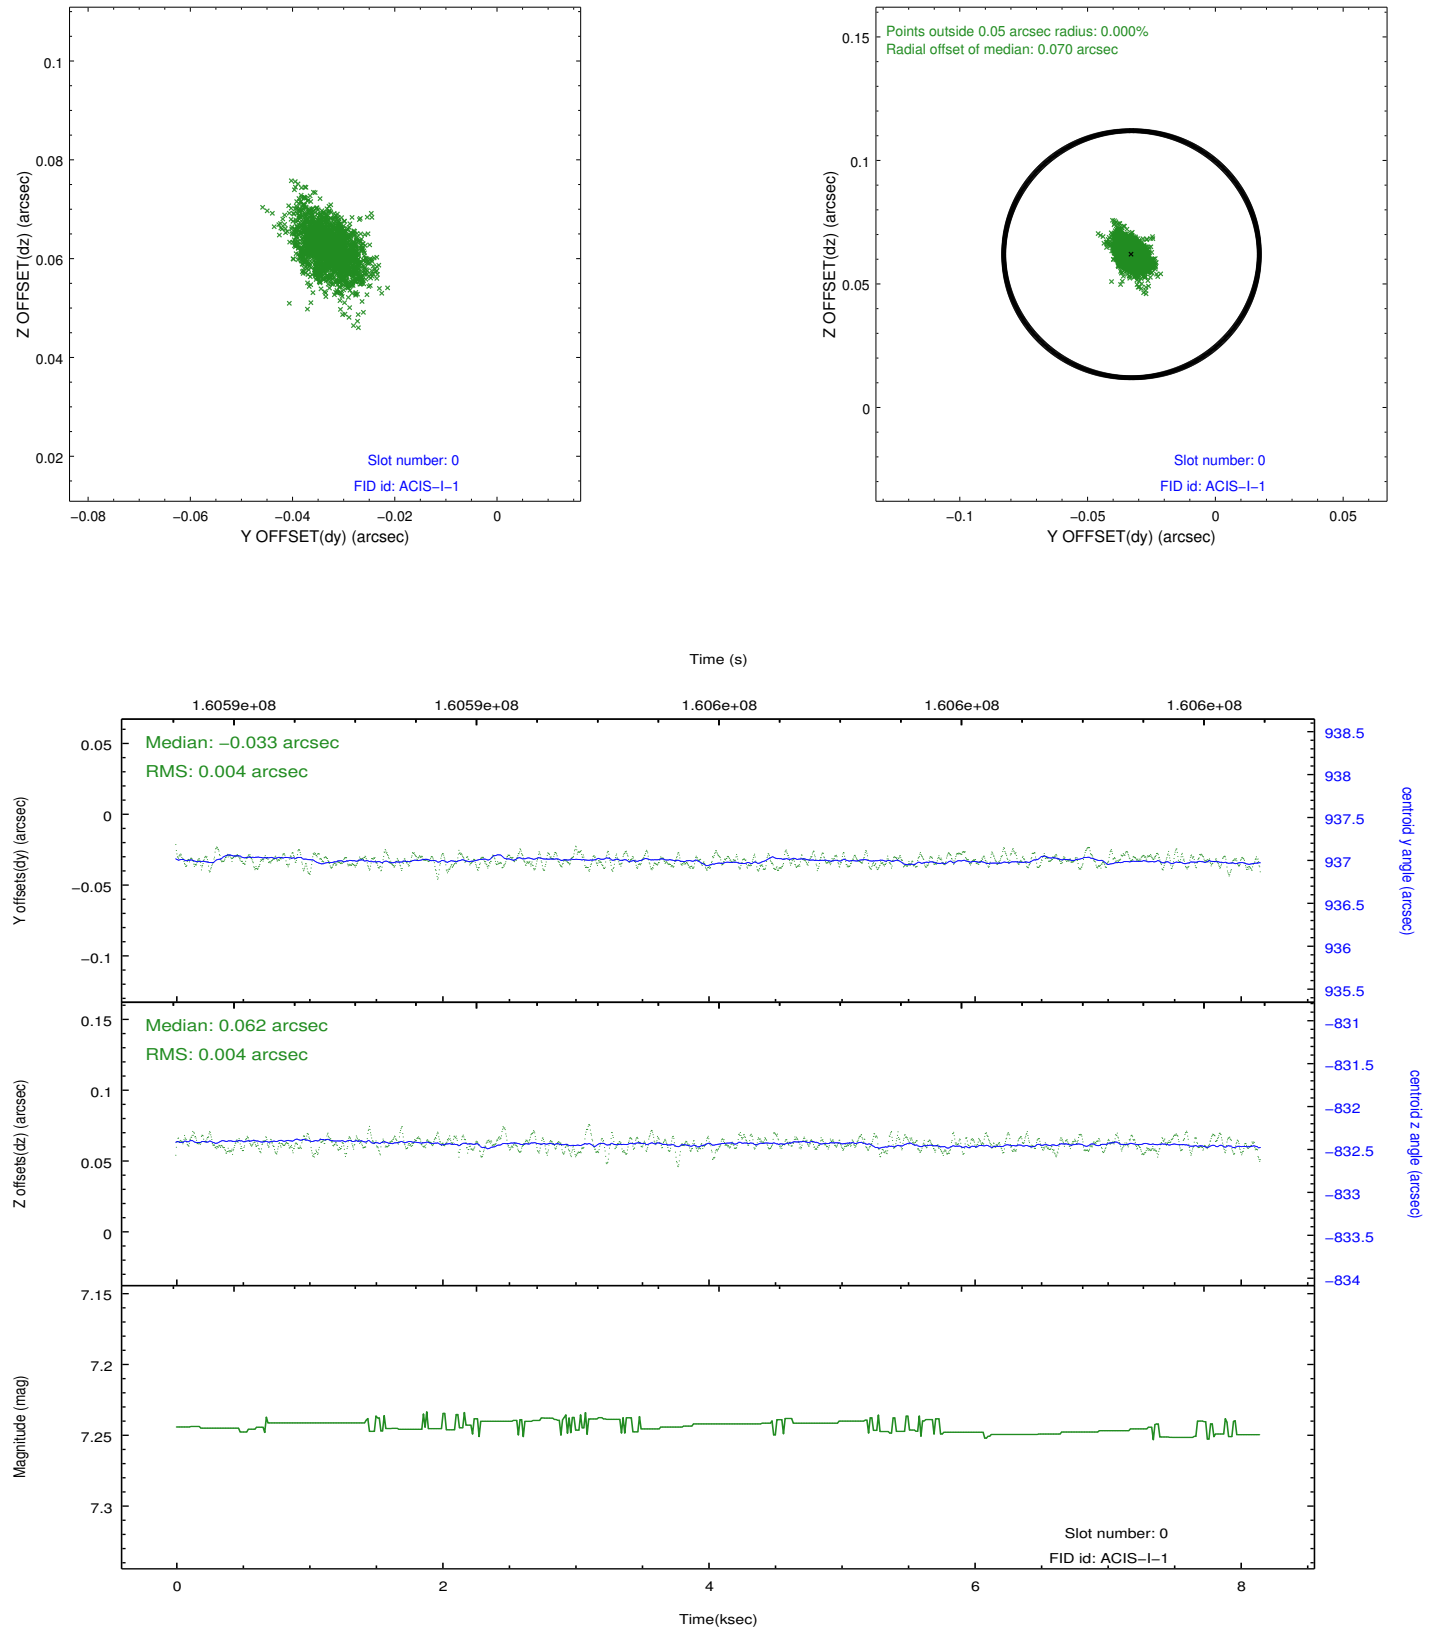 0.1
0.08
0.06
0.04
0.02
Z OFFSET(dz) (arcsec)
Slot number: 0
FID id: ACIS−I−1
−0.08 −0.06 −0.04 −0.02 0
Y OFFSET(dy) (arcsec)
Points outside 0.05 arcsec radius: 0.000%
Radial offset of median: 0.070 arcsec
0.15
0.1
0.05
0
Z OFFSET(dz) (arcsec)
Slot number: 0
FID id: ACIS−I−1
−0.1 −0.05 0 0.05
Y OFFSET(dy) (arcsec)
Time (s)
1.6059e+08 1.6059e+08 1.606e+08 1.606e+08 1.606e+08
Median: −0.033 arcsec
RMS: 0.004 arcsec
0.05
0
−0.05
−0.1
Y offsets(dy) (arcsec)
938.5
938
937.5
937
936.5
936
935.5
centroid y angle (arcsec)
Median: 0.062 arcsec
RMS: 0.004 arcsec
0.15
0.1
0.05
0
Z offsets(dz) (arcsec)
−831
−831.5
−832
−832.5
−833
−833.5
−834
centroid z angle (arcsec)
7.15
7.2
7.25
7.3
Magnitude (mag)
Slot number: 0
FID id: ACIS−I−1
0 2 4 6 8
Time(ksec)